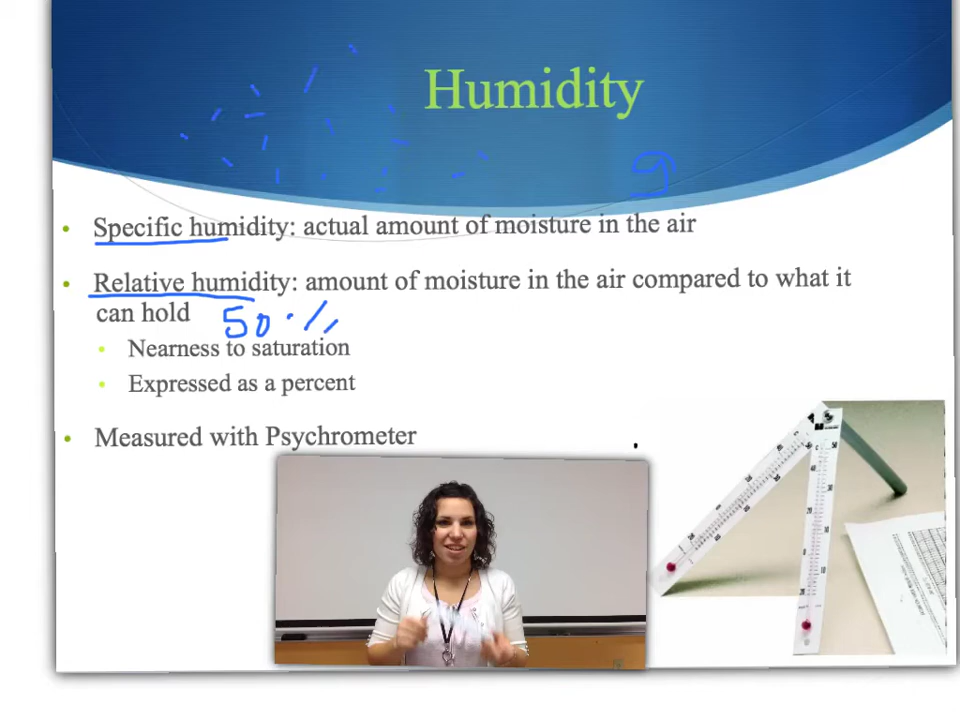 Humidity
g
• Specific humidity: actual amount of moisture in the air
• Relative humidity: amount of moisture in the air compared to what it
can hold 50%
• Nearness to saturation
• Expressed as a percent
• Measured with Psychrometer